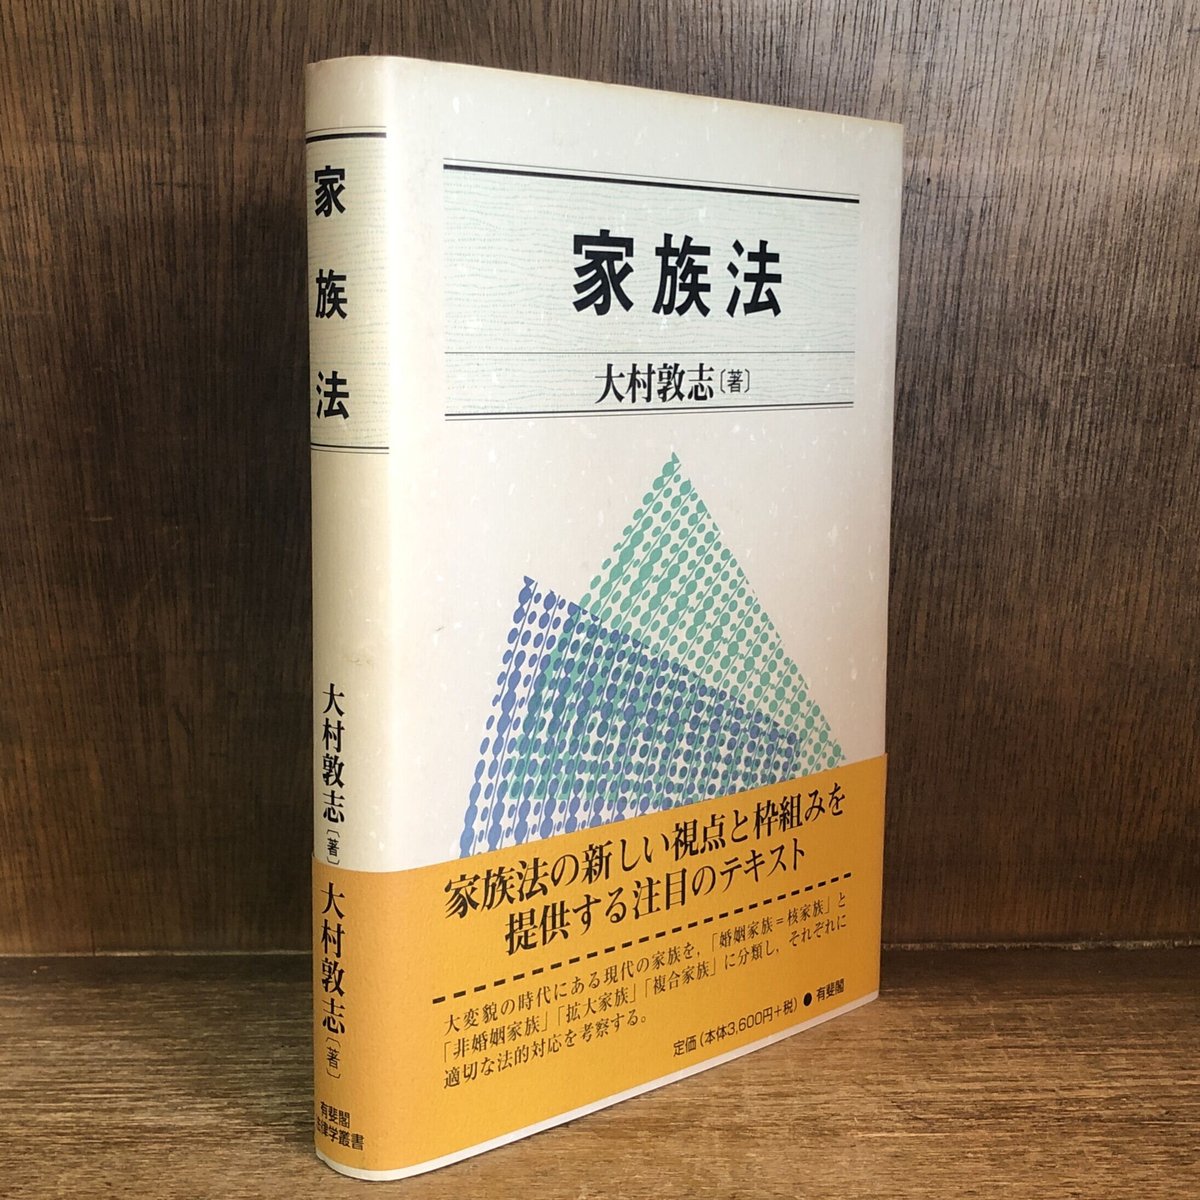 家族法
大村敦志〔著〕
家族法の新しい視点と枠組みを
提供する注目のテキスト
大変貌の時代にある現代の家族を,「婚姻家族=核家族」と
「非婚姻家族」「拡大家族」「複合家族」に分類し,それぞれに
適切な法的対応を考察する。
定価(本体3,600円+税)●有斐閣
家族法
大村敦志〔著〕
大村敦志〔著〕
有斐閣
法律学叢書